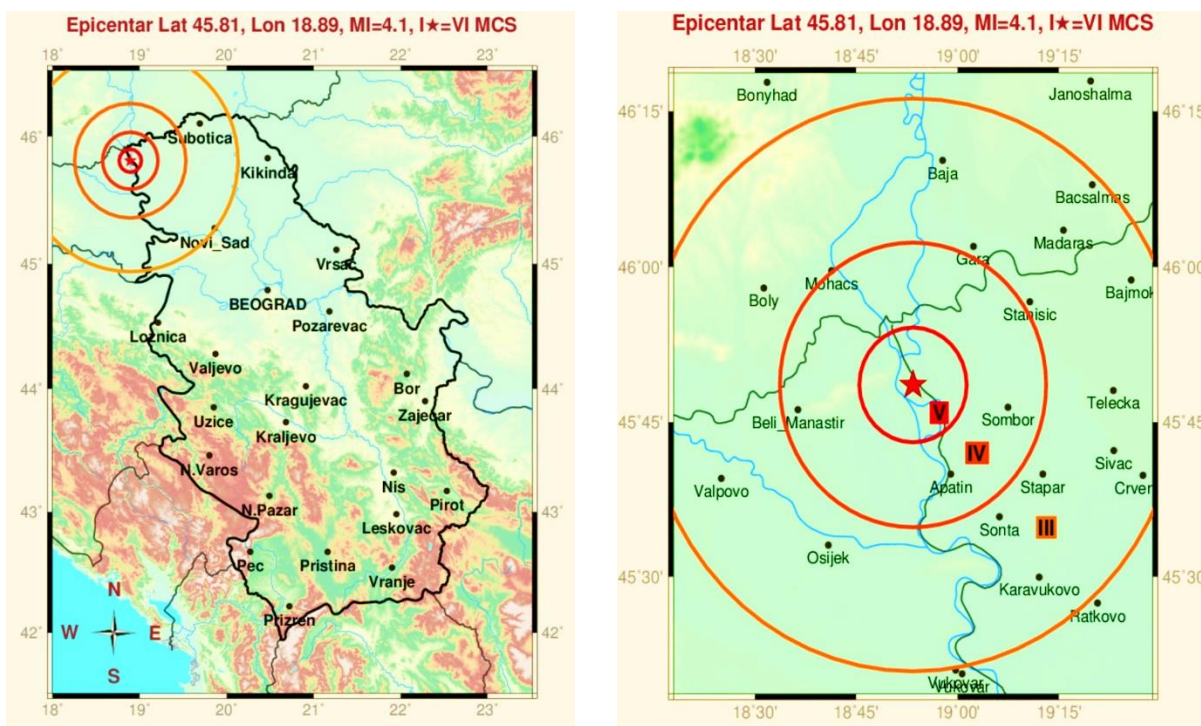 Epicentar Lat 45.81, Lon 18.89, Ml=4.1, I★=VI MCS
18° 19° 20° 21° 22° 23°
46° 46°
Subotica
Kikinda
Novi_Sad
45° 45°
Vrsac
BEOGRAD
Pozarevac
Loznica
Valjevo
44° 44°
Bor
Kragujevac
Zajecar
Uzice
Kraljevo
N.Varos
Nis
Pirot
43° 43°
N.Pazar
Leskovac
Pec
Pristina
Vranje
N
Prizren
W E
42° 42°
S
18° 19° 20° 21° 22° 23°
Epicentar Lat 45.81, Lon 18.89, Ml=4.1, I★=VI MCS
18°30' 18°45' 19°00' 19°15'
Bonyhad
Janoshalma
46°15' 46°15'
Baja
Bacsalmas
Madaras
Gara
46°00' 46°00'
Mohacs
Boly
Bajmok
Stanisic
Telecka
V
Sombor
45°45' 45°45'
Beli_Manastir
IV
Sivac
Valpovo
Apatin
Stapar
Crver
Sonta
III
Osijek
45°30' 45°30'
Karavukovo
Ratkovo
Vukovar
Vukovar
18°30' 18°45' 19°00' 19°15'